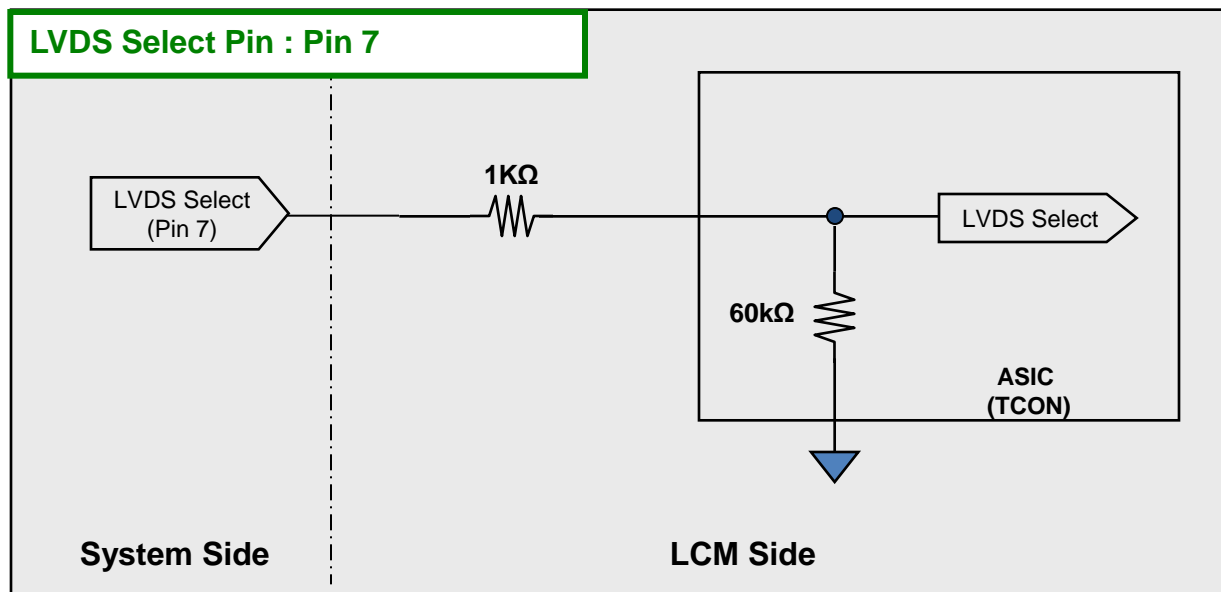 LVDS Select Pin : Pin 7
1KΩ
LVDS Select
(Pin 7)
LVDS Select
60kΩ
ASIC
(TCON)
System Side
LCM Side